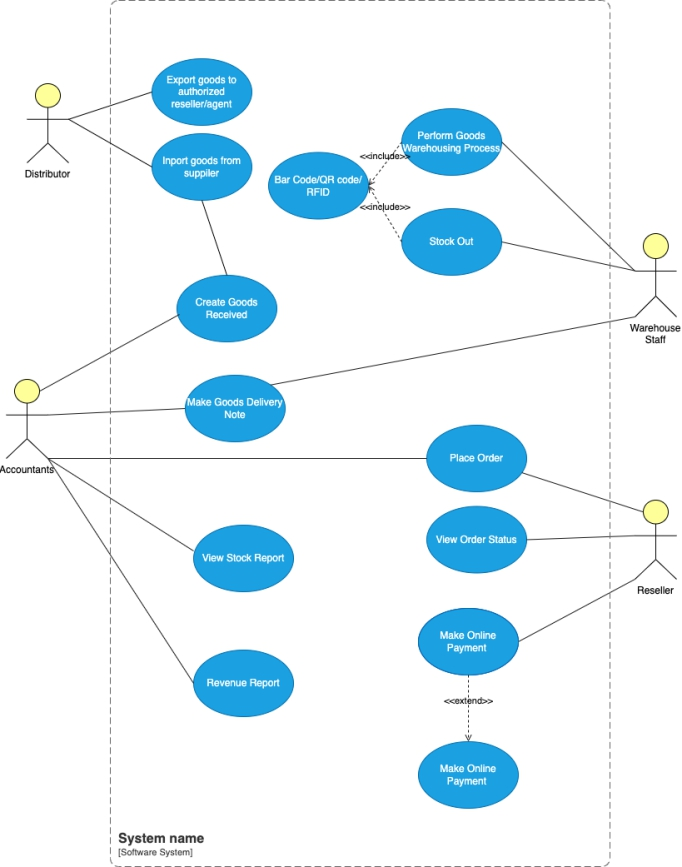 Export goods to
authorized
reseller/agent
Distributor
Inport goods from
suppiler
Perform Goods
Warehousing Process
<<include>>
Bar Code/QR code/
RFID
<<include>>
Stock Out
Warehouse
Staff
Create Goods
Received
Make Goods Delivery
Note
Accountants
Place Order
View Order Status
View Stock Report
Reseller
Make Online
Payment
Revenue Report
<<extend>>
Make Online
Payment
System name
[Software System]